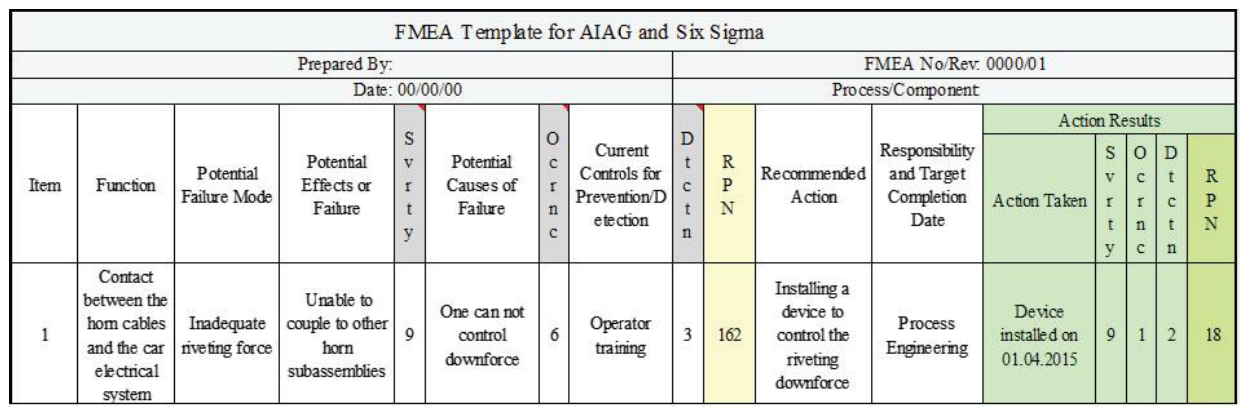 FMEA Template for AIAG and Six Sigma
Prepared By:
FMEA No/Rev: 0000/01
Date: 00/00/00
Process/Component
Item
Function
Potential
Failure Mode
Potential
Effects or
Failure
Svrty
Potential
Causes of
Failure
Ocrnc
Current
Controls for
Prevention/D
etection
Dtctn
RPN
Recommended
Action
Responsibility
and Target
Completion
Date
Action Results
Action Taken
Svrty
Ocrnc
Dtctn
RPN
1
Contact
between the
horn cables
and the car
electrical
system
Inadequate
riveting force
Unable to
couple to other
horn
subassemblies
9
One can not
control
downforce
6
Operator
training
3
162
Installing a
device to
control the
riveting
downforce
Process
Engineering
Device
installed on
01.04.2015
9
1
2
18